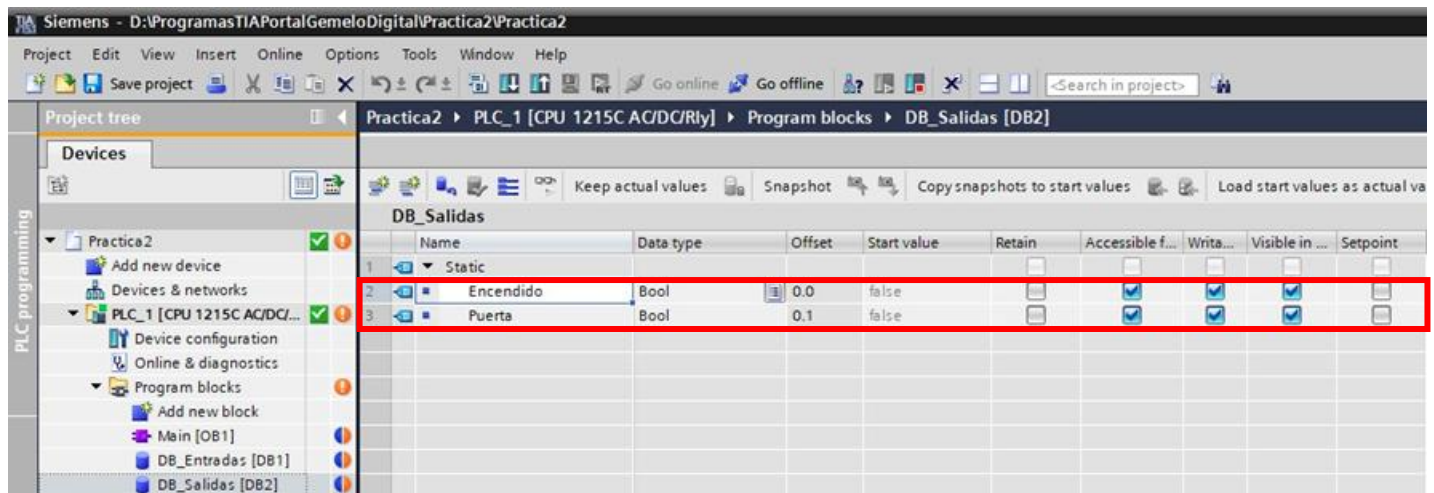 Siemens - D:\ProgramasTIAPortalGemeloDigital\Practica2\Practica2
Project Edit View Insert Online Options Tools Window Help
Save project Go online Go offline <Search in project>
Project tree
Practica2 PLC_1 [CPU 1215C AC/DC/Rly] Program blocks DB_Salidas [DB2]
Devices
Keep actual values Snapshot Copy snapshots to start values Load start values as actual va
DB_Salidas
Name Data type Offset Start value Retain Accessible f... Writa... Visible in ... Setpoint
1 Static
2 Encendido Bool 0.0 false
3 Puerta Bool 0.1 false
PLC programming
Practica2
Add new device
Devices & networks
PLC_1 [CPU 1215C AC/DC/...
Device configuration
Online & diagnostics
Program blocks
Add new block
Main [OB1]
DB_Entradas [DB1]
DB_Salidas [DB2]